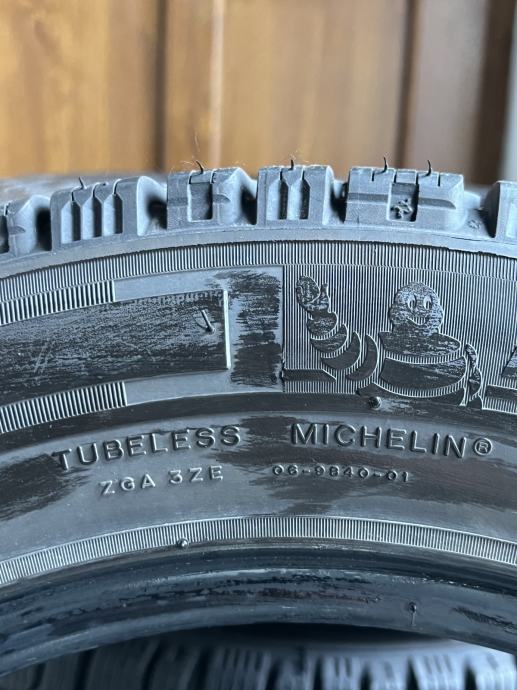 TUBELESS MICHELIN®
ZGA 3ZE 06-9840-01